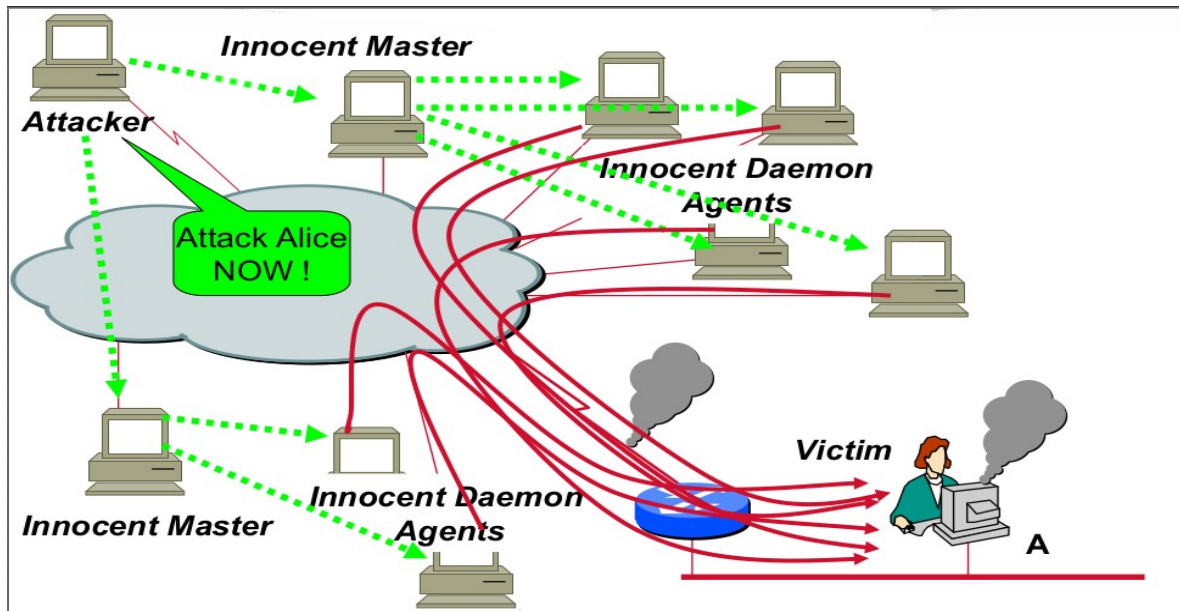 Innocent Master
Attacker
Innocent Daemon
Agents
Attack Alice
NOW !
Victim
Innocent Daemon
Agents
Innocent Master
A